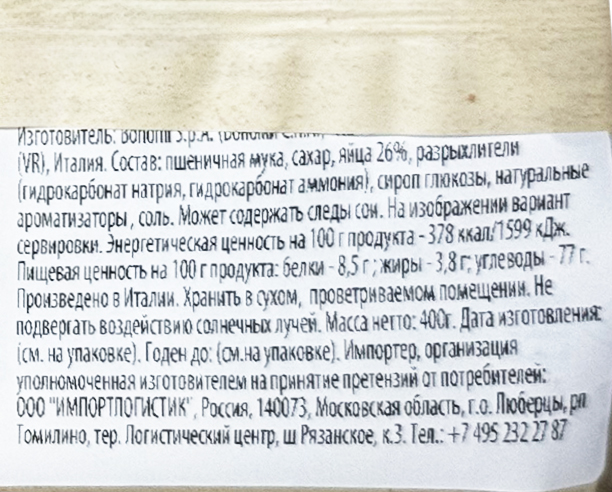 Изготовитель: Bonomi S.p.A.
(VR), Италия. Состав: пшеничная мука, сахар, яйца 26%, разрыхлители
(гидрокарбонат натрия, гидрокарбонат аммония), сироп глюкозы, натуральные
ароматизаторы, соль. Может содержать следы сои. На изображении вариант
сервировки. Энергетическая ценность на 100 г продукта - 378 ккал/1599 кДж.
Пищевая ценность на 100 г продукта: белки - 8,5 г; жиры - 3,8 г; углеводы - 77 г.
Произведено в Италии. Хранить в сухом, проветриваемом помещении. Не
подвергать воздействию солнечных лучей. Масса нетто: 400г. Дата изготовления:
(см. на упаковке). Годен до: (см.на упаковке). Импортер, организация
уполномоченная изготовителем на принятие претензий от потребителей:
ООО "ИМПОРТЛОГИСТИК", Россия, 140073, Московская область, г.о. Люберцы, рп
Томилино, тер. Логистический центр, ш Рязанское, к.3. Тел.: +7 495 232 27 87